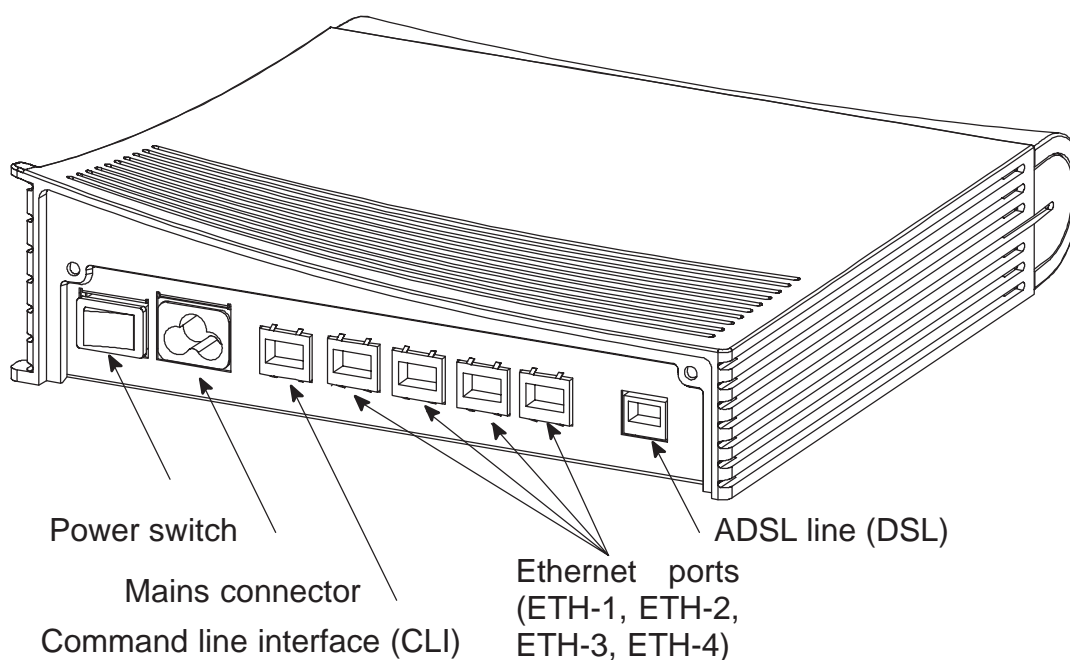 Power switch
ADSL line (DSL)
Mains connector
Ethernet ports
(ETH-1, ETH-2,
ETH-3, ETH-4)
Command line interface (CLI)